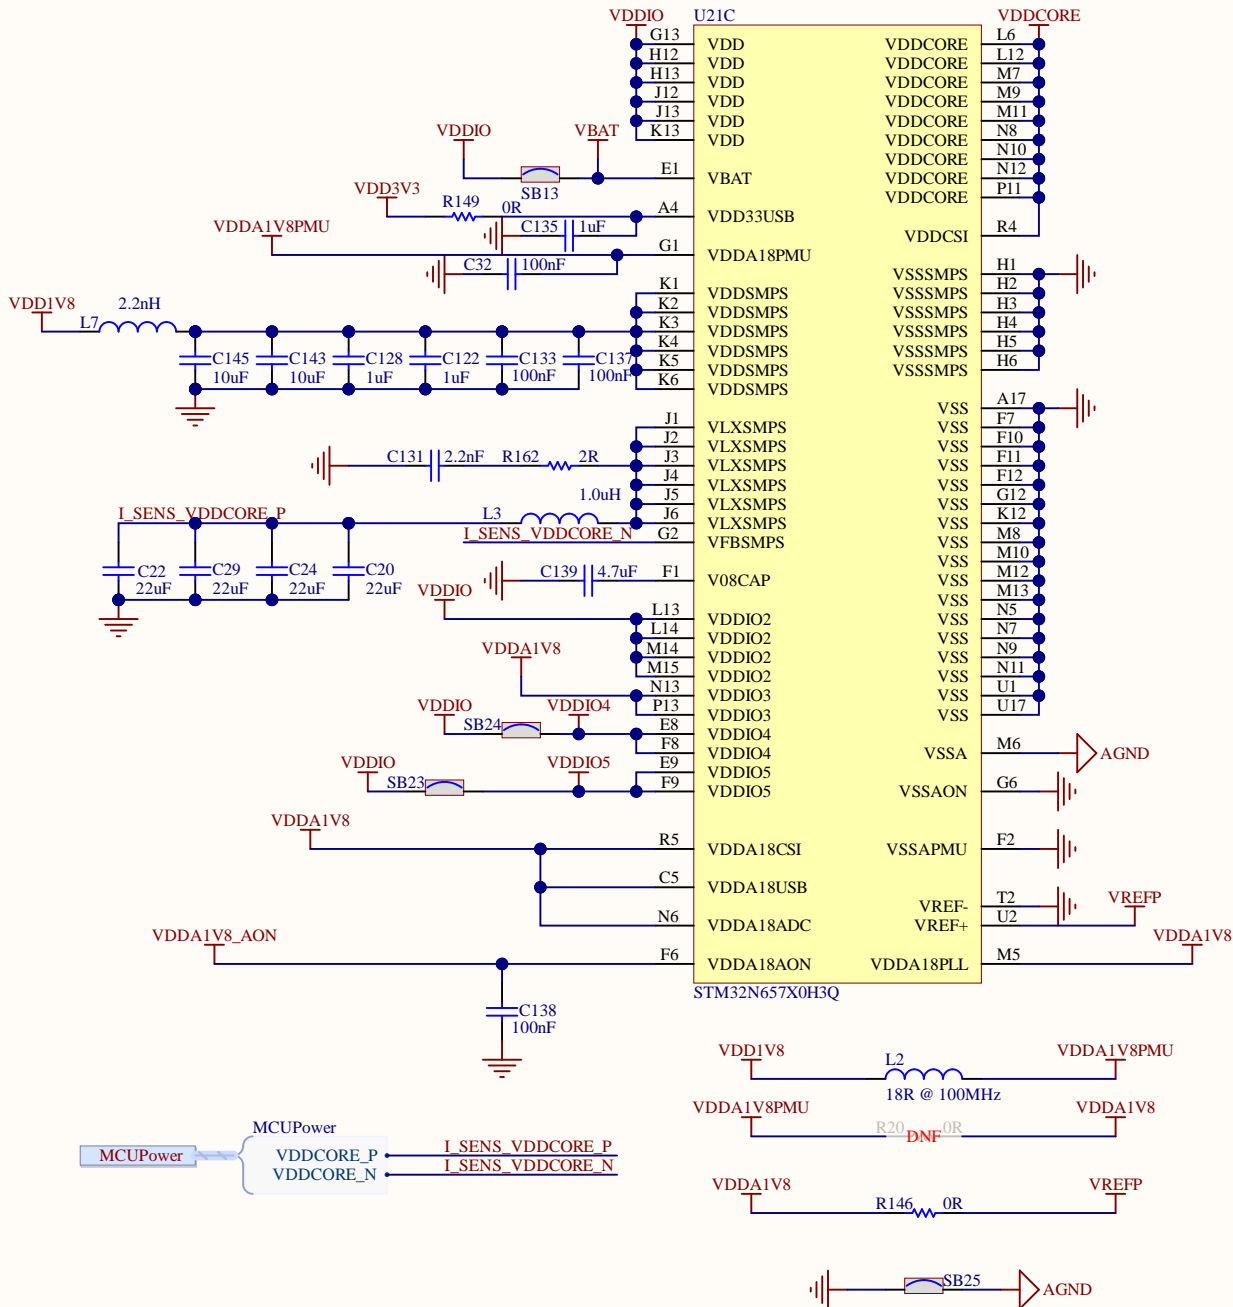 VDDIO U21C VDDCORE
G13 VDD VDDCORE L6
H12 VDD VDDCORE L12
H13 VDD VDDCORE M7
J12 VDD VDDCORE M9
J13 VDD VDDCORE M11
K13 VDD VDDCORE N8
VDDCORE N10
VDDIO VBAT
SB13 E1 VBAT VDDCORE N12
VDDCORE P11
VDD3V3 R149 0R A4 VDD33USB
C135 1uF VDDCSI R4
VDDA1V8PMU G1 VDDA18PMU
C32 100nF VSSSMPS H1
K1 VDDSMPS VSSSMPS H2
VDD1V8 L7 2.2nH K2 VDDSMPS VSSSMPS H3
K3 VDDSMPS VSSSMPS H4
K4 VDDSMPS VSSSMPS H5
K5 VDDSMPS VSSSMPS H6
K6 VDDSMPS
C145 C143 C128 C122 C133 C137
10uF 10uF 1uF 1uF 100nF 100nF
VSS A17
J1 VLXSMPS VSS F7
J2 VLXSMPS VSS F10
C131 2.2nF R162 2R J3 VLXSMPS VSS F11
J4 VLXSMPS VSS F12
1.0uH J5 VLXSMPS VSS G12
I_SENS_VDDCORE_P L3 J6 VLXSMPS VSS K12
I_SENS_VDDCORE_N G2 VFBSMPS VSS M8
VSS M10
C22 C29 C24 C20
22uF 22uF 22uF 22uF
C139 4.7uF F1 V08CAP VSS M12
VSS M13
VDDIO L13 VDDIO2 VSS N5
L14 VDDIO2 VSS N7
M14 VDDIO2 VSS N9
M15 VDDIO2 VSS N11
VDDA1V8 N13 VDDIO3 VSS U1
P13 VDDIO3 VSS U17
VDDIO SB24 VDDIO4 E8 VDDIO4
F8 VDDIO4 VSSA M6 AGND
VDDIO SB23 VDDIO5 E9 VDDIO5
F9 VDDIO5 VSSAON G6
VDDA1V8 R5 VDDA18CSI VSSAPMU F2
C5 VDDA18USB
VREF- T2
N6 VDDA18ADC VREF+ U2 VREFP
VDDA1V8_AON F6 VDDA18AON VDDA18PLL M5 VDDA1V8
STM32N657X0H3Q
C138
100nF
VDD1V8 L2 VDDA1V8PMU
18R @ 100MHz
VDDA1V8PMU R20 0R DNF VDDA1V8
MCUPower
MCUPower VDDCORE_P I_SENS_VDDCORE_P
VDDCORE_N I_SENS_VDDCORE_N
VDDA1V8 R146 0R VREFP
SB25 AGND